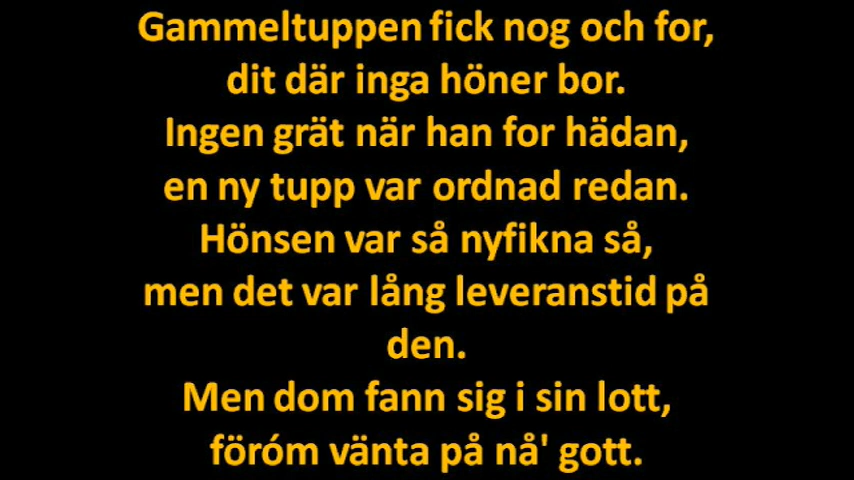 Gammeltuppen fick nog och for,
dit där inga höner bor.
Ingen grät när han for hädan,
en ny tupp var ordnad redan.
Hönsen var så nyfikna så,
men det var lång leveranstid på
den.
Men dom fann sig i sin lott,
föróm vänta på nå' gott.